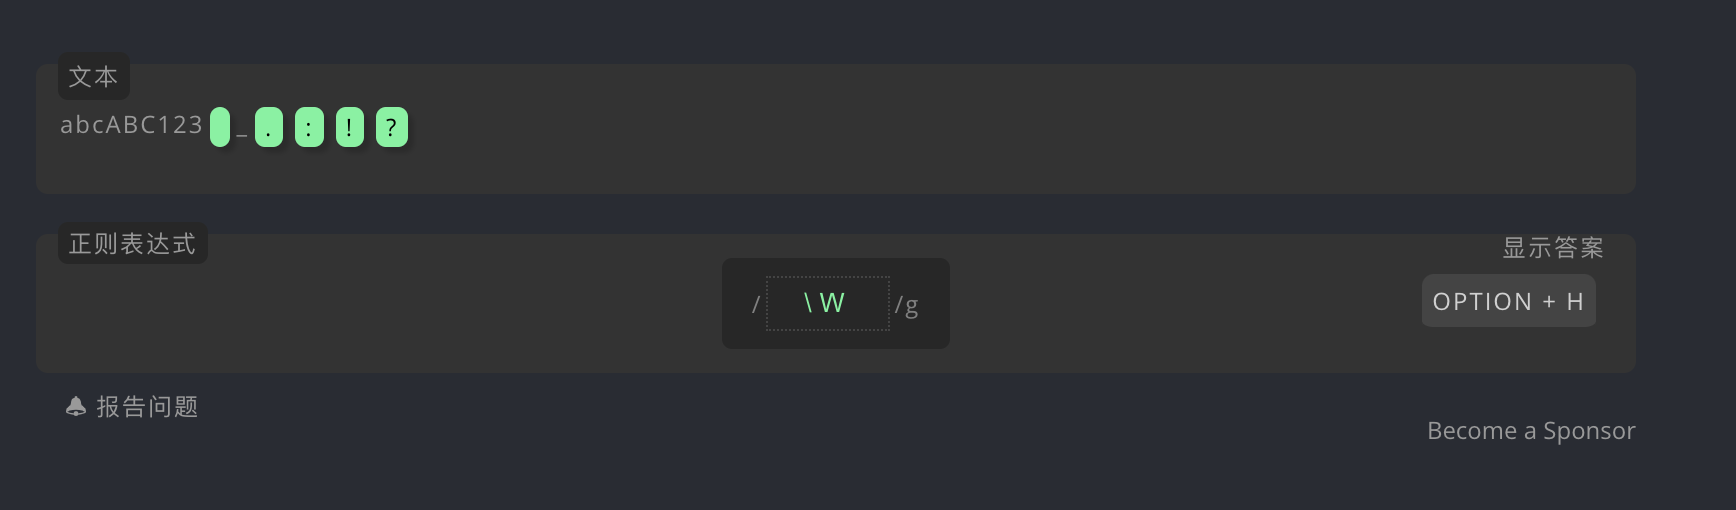 文本
abcABC123 _.:!?
正则表达式
显示答案
/\W/g
OPTION + H
报告问题
Become a Sponsor